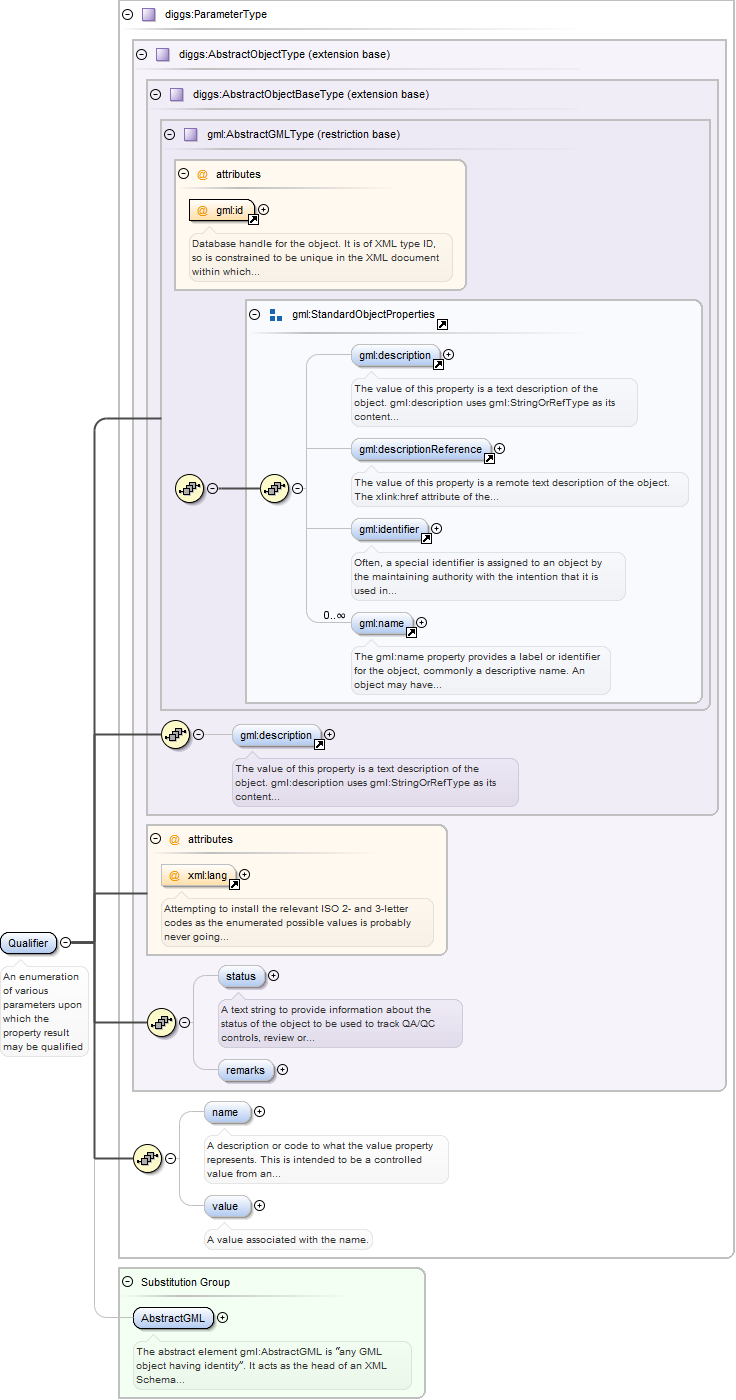 diggs:ParameterType
diggs:AbstractObjectType (extension base)
diggs:AbstractObjectBaseType (extension base)
gml:AbstractGMLType (restriction base)
@ attributes
@ gml:id
Database handle for the object. It is of XML type ID,
so is constrained to be unique in the XML document
within which...
gml:StandardObjectProperties
gml:description
The value of this property is a text description of the
object. gml:description uses gml:StringOrRefType as its
content...
gml:descriptionReference
The value of this property is a remote text description of the object.
The xlink:href attribute of the...
gml:identifier
Often, a special identifier is assigned to an object by
the maintaining authority with the intention that it is
used in...
0..∞
gml:name
The gml:name property provides a label or identifier
for the object, commonly a descriptive name. An
object may have...
gml:description
The value of this property is a text description of the
object. gml:description uses gml:StringOrRefType as its
content...
@ attributes
@ xml:lang
Attempting to install the relevant ISO 2- and 3-letter
codes as the enumerated possible values is probably
never going...
Qualifier
An enumeration
of various
parameters upon
which the
property result
may be qualified
status
A text string to provide information about the
status of the object to be used to track QA/QC
controls, review or...
remarks
name
A description or code to what the value property
represents. This is intended to be a controlled
value from an...
value
A value associated with the name.
Substitution Group
AbstractGML
The abstract element gml:AbstractGML is "any GML
object having identity". It acts as the head of an XML
Schema...